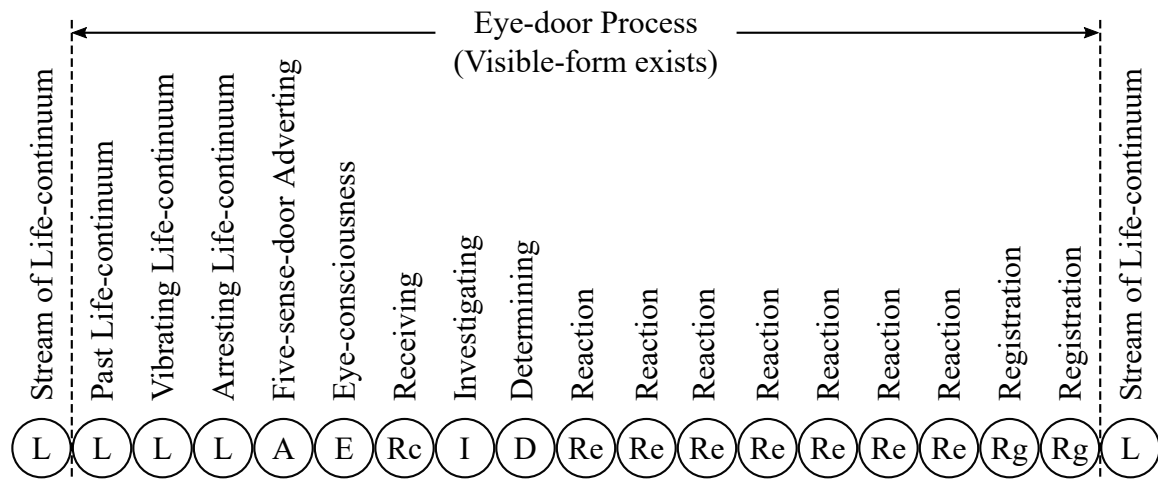 Eye-door Process
(Visible-form exists)
Stream of Life-continuum
Past Life-continuum
Vibrating Life-continuum
Arresting Life-continuum
Five-sense-door Adverting
Eye-consciousness
Receiving
Investigating
Determining
Reaction
Reaction
Reaction
Reaction
Reaction
Reaction
Reaction
Registration
Registration
Stream of Life-continuum
L L L L A E Rc I D Re Re Re Re Re Re Re Rg Rg L